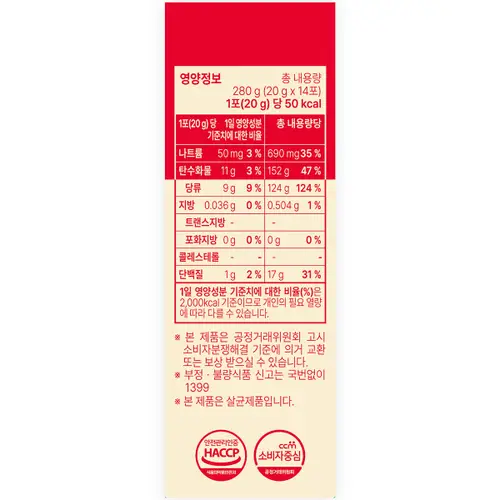 영양정보
총 내용량
280 g (20 g x 14포)
1포(20 g) 당 50 kcal
1포(20 g) 당 1일 영양성분 기준치에 대한 비율 총 내용량당
나트륨 50 mg 3 % 690 mg 35 %
탄수화물 11 g 3 % 152 g 47 %
당류 9 g 9 % 124 g 124 %
지방 0.036 g 0 % 0.504 g 1 %
트랜스지방 - -
포화지방 0 g 0 % 0 g 0 %
콜레스테롤 - - - -
단백질 1 g 2 % 17 g 31 %
1일 영양성분 기준치에 대한 비율(%)은
2,000kcal 기준이므로 개인의 필요 열량
에 따라 다를 수 있습니다.
※ 본 제품은 공정거래위원회 고시
소비자분쟁해결 기준에 의거 교환
또는 보상 받으실 수 있습니다.
※ 부정·불량식품 신고는 국번없이
1399
※ 본 제품은 살균제품입니다.
안전관리인증
HACCP
식품의약품안전처
CCM
소비자중심
공정거래위원회